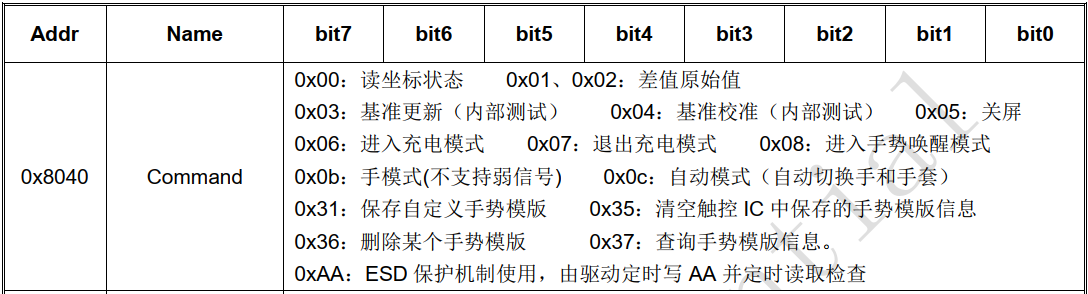 Addr Name bit7 bit6 bit5 bit4 bit3 bit2 bit1 bit0
0x8040 Command
0x00：读坐标状态 0x01、0x02：差值原始值
0x03：基准更新（内部测试） 0x04：基准校准（内部测试） 0x05：关屏
0x06：进入充电模式 0x07：退出充电模式 0x08：进入手势唤醒模式
0x0b：手模式(不支持弱信号) 0x0c：自动模式（自动切换手和手套）
0x31：保存自定义手势模版 0x35：清空触控 IC 中保存的手势模版信息
0x36：删除某个手势模版 0x37：查询手势模版信息。
0xAA：ESD 保护机制使用，由驱动定时写 AA 并定时读取检查